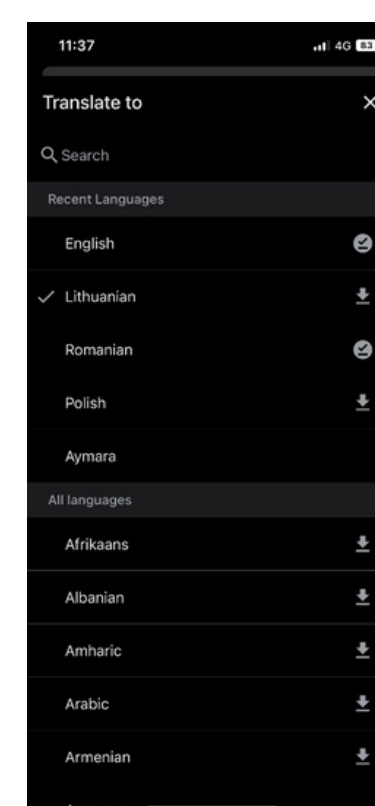 11:37 4G 83
Translate to
Search
Recent Languages
English
Lithuanian
Romanian
Polish
Aymara
All languages
Afrikaans
Albanian
Amharic
Arabic
Armenian